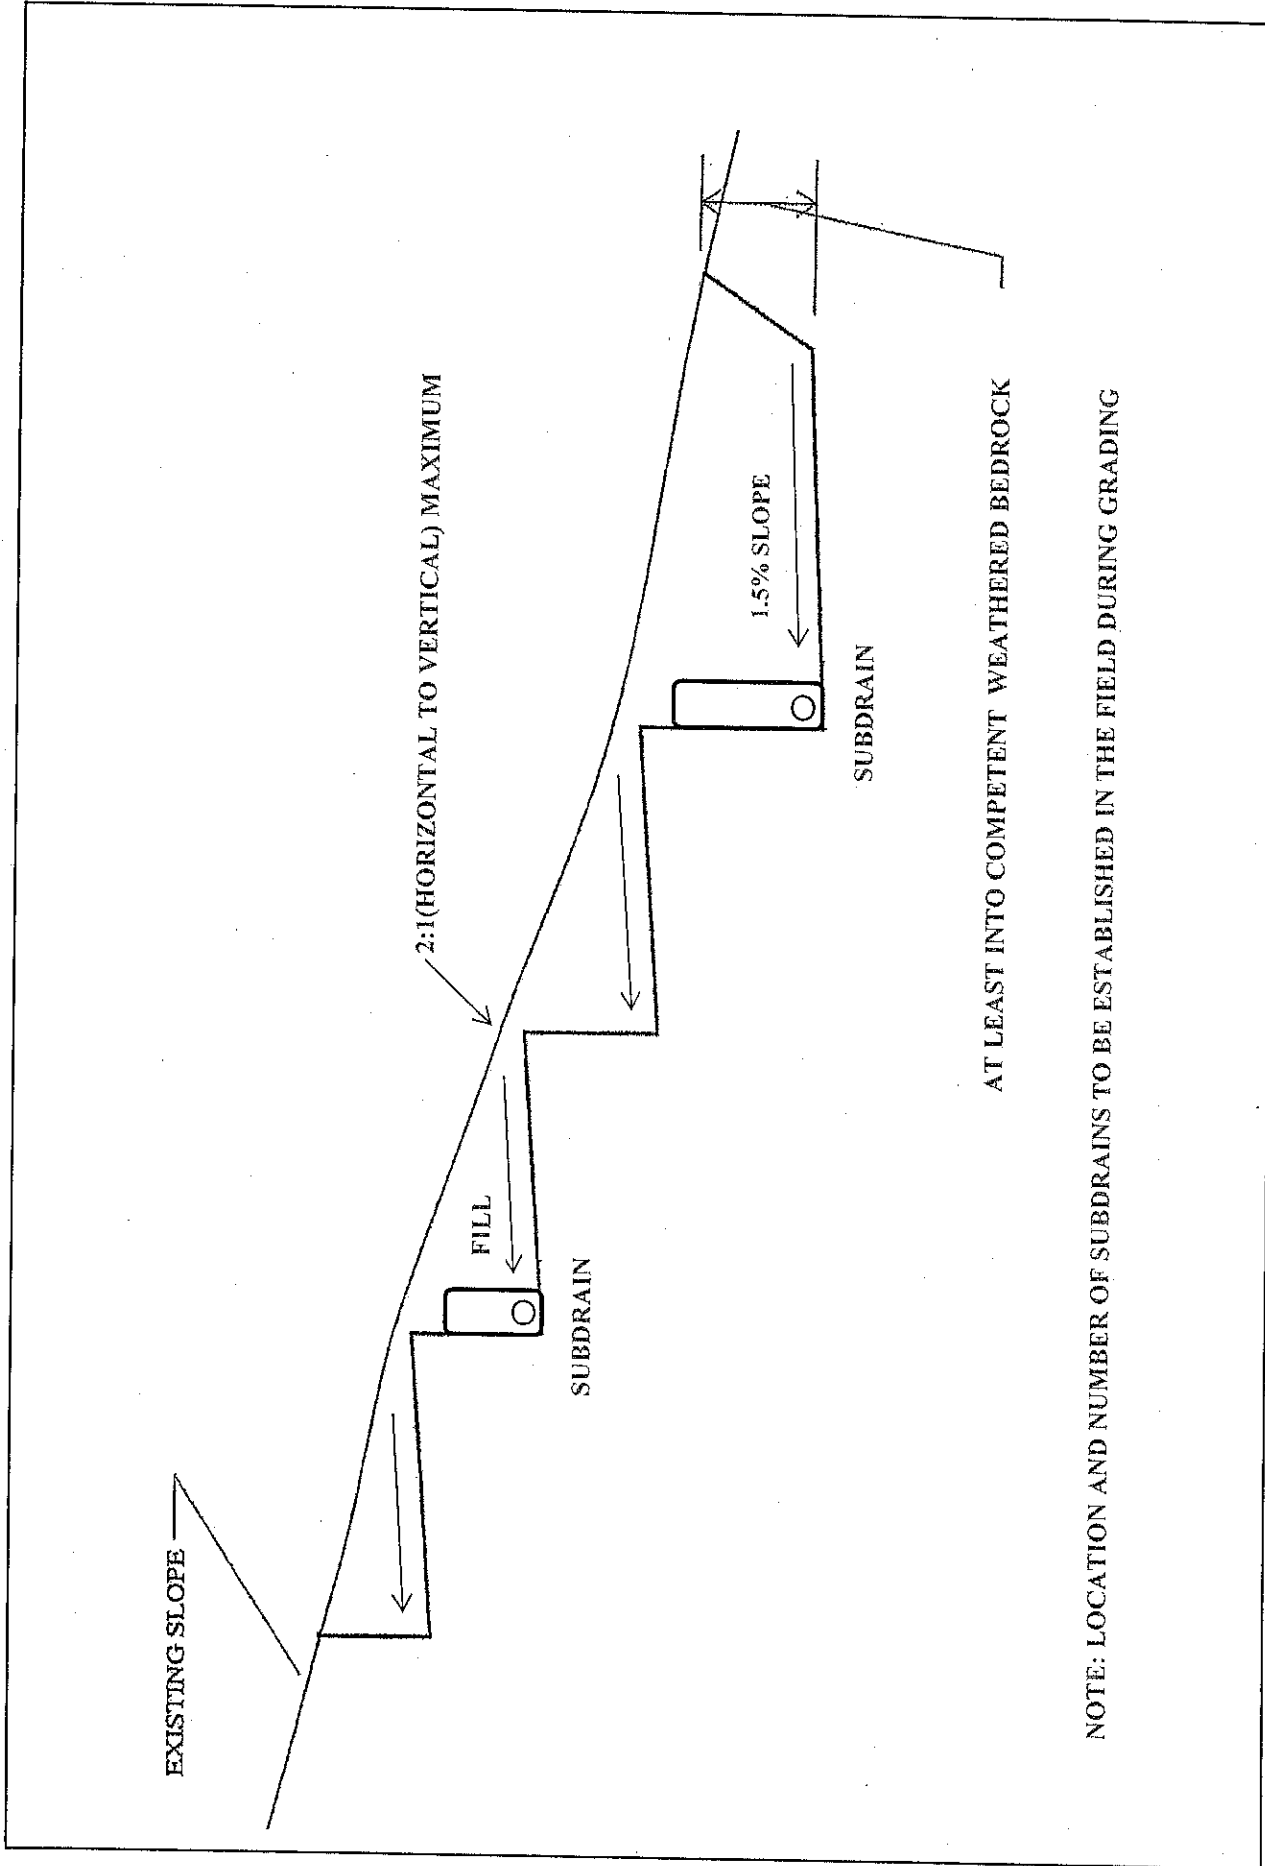 EXISTING SLOPE
2:1(HORIZONTAL TO VERTICAL) MAXIMUM
FILL
SUBDRAIN
1.5% SLOPE
SUBDRAIN
AT LEAST INTO COMPETENT WEATHERED BEDROCK
NOTE: LOCATION AND NUMBER OF SUBDRAINS TO BE ESTABLISHED IN THE FIELD DURING GRADING